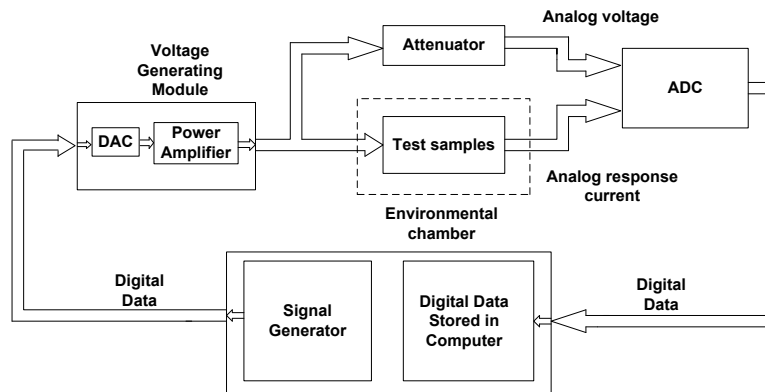 Analog voltage
Voltage
Generating
Module
Attenuator
ADC
DAC
Power
Amplifier
Test samples
Analog response
current
Environmental
chamber
Digital
Data
Signal
Generator
Digital Data
Stored in
Computer
Digital
Data